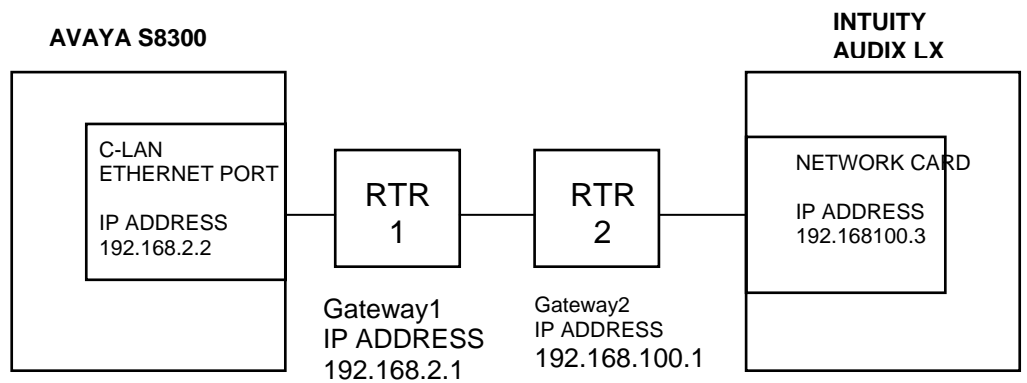 AVAYA S8300
INTUITY
AUDIX LX
C-LAN
ETHERNET PORT
IP ADDRESS
192.168.2.2
RTR
1
RTR
2
NETWORK CARD
IP ADDRESS
192.168100.3
Gateway1
IP ADDRESS
192.168.2.1
Gateway2
IP ADDRESS
192.168.100.1